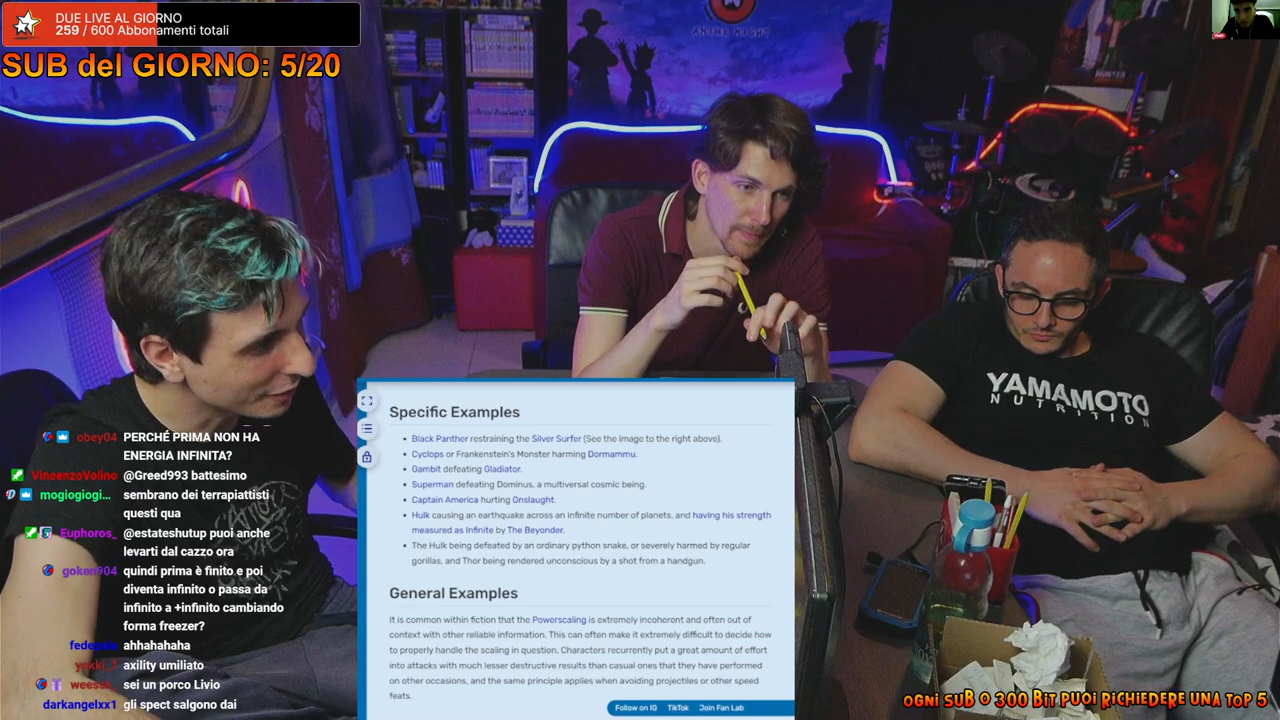 DUE LIVE AL GIORNO
259 / 600 Abbonamenti totali
SUB del GIORNO: 5/20
ANIME NIGHT
YAMAMOTO
NUTRITION
obey04 PERCHÉ PRIMA NON HA
ENERGIA INFINITA?
VincenzoVolino @Greed993 battesimo
mogiogiogi... sembrano dei terrapiattisti
questi qua
Euphoros_ @estateshutup puoi anche
levarti dal cazzo ora
goken904 quindi prima è finito e poi
diventa infinito o passa da
infinito a +infinito cambiando
forma freezer?
ahhahahaha
axility umiliato
sei un porco Livio
darkangelxx1 gli spect salgono dai
Specific Examples
• Black Panther restraining the Silver Surfer (See the image to the right above).
• Cyclops or Frankenstein's Monster harming Dormammu.
• Gambit defeating Gladiator.
• Superman defeating Dominus, a multiversal cosmic being.
• Captain America hurting Onslaught.
• Hulk causing an earthquake across an infinite number of planets, and having his strength
measured as Infinite by The Beyonder.
• The Hulk being defeated by an ordinary python snake, or severely harmed by regular
gorillas, and Thor being rendered unconscious by a shot from a handgun.
General Examples
It is common within fiction that the Powerscaling is extremely incoherent and often out of
context with other reliable information. This can often make it extremely difficult to decide how
to properly handle the scaling in question. Characters recurrently put a great amount of effort
into attacks with much lesser destructive results than casual ones that they have performed
on other occasions, and the same principle applies when avoiding projectiles or other speed
feats.
Follow on IG TikTok Join Fan Lab
OGNI SUB O 300 BIT PUOI RICHIEDERE UNA TOP 5